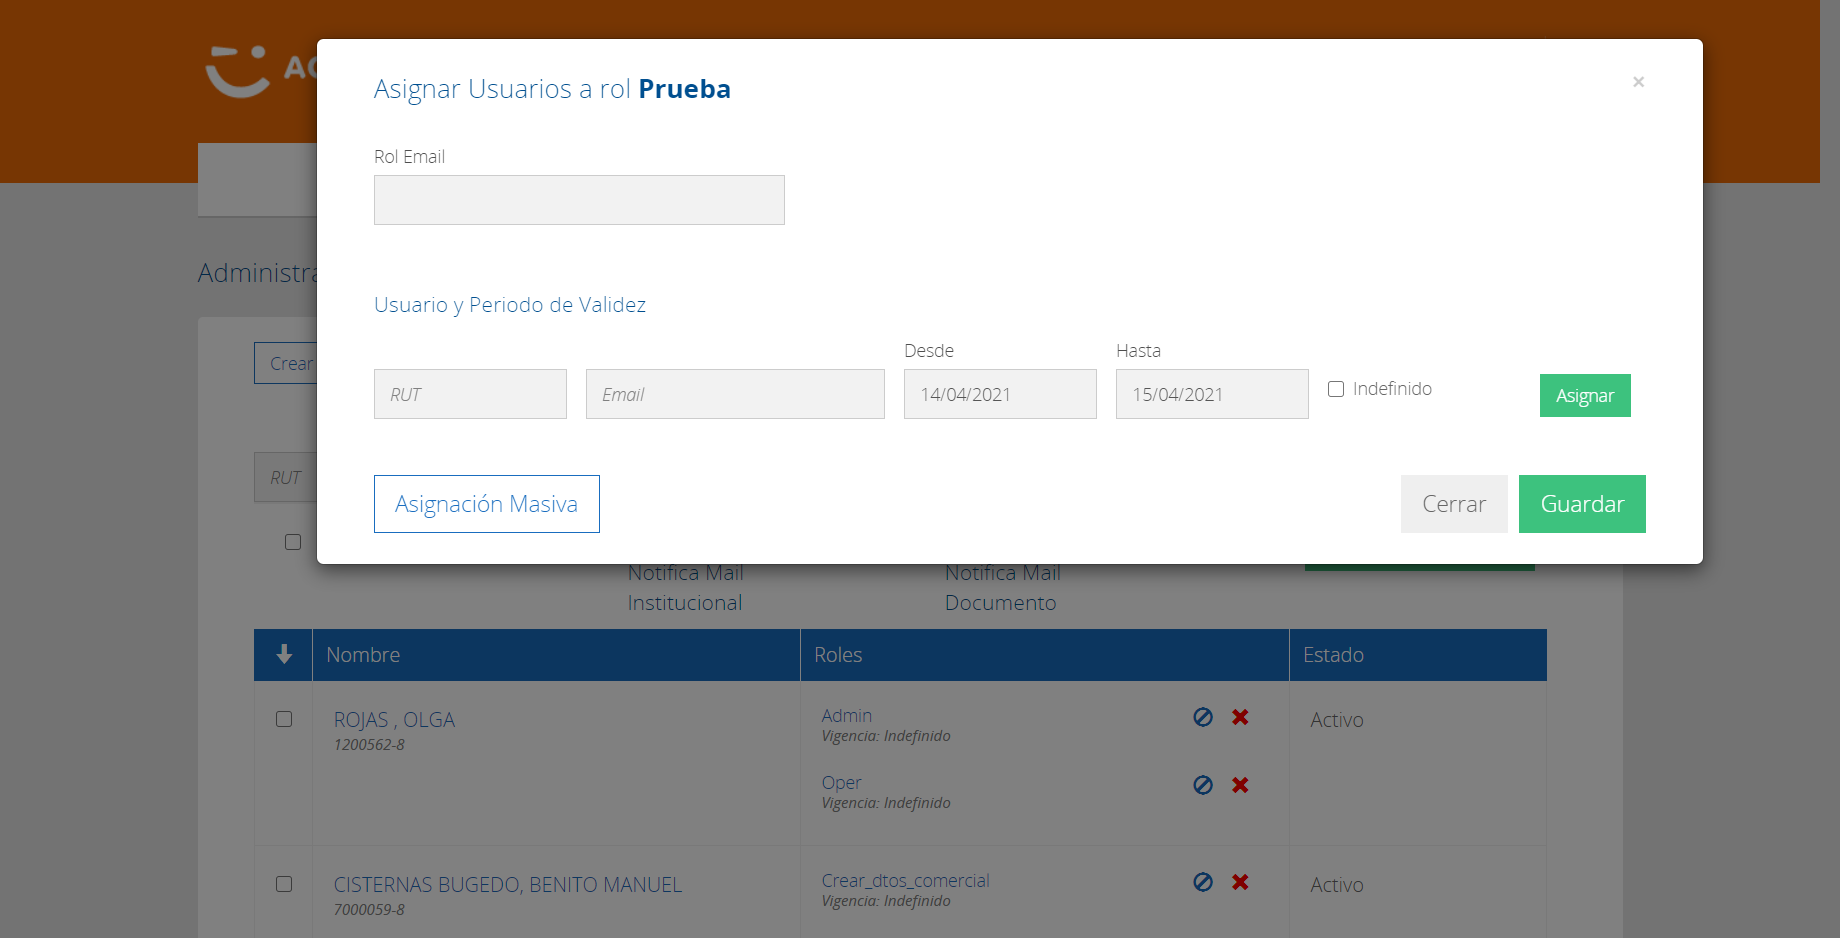 Asignar Usuarios a rol Prueba
×
Rol Email
Usuario y Periodo de Validez
Desde
Hasta
RUT
Email
14/04/2021
15/04/2021
Indefinido
Asignar
Asignación Masiva
Cerrar
Guardar
Crear
RUT
Notifica Mail
Institucional
Notifica Mail
Documento
Nombre
Roles
Estado
ROJAS , OLGA
1200562-8
Admin
Vigencia: Indefinido
Oper
Vigencia: Indefinido
Activo
CISTERNAS BUGEDO, BENITO MANUEL
7000059-8
Crear_dtos_comercial
Vigencia: Indefinido
Activo